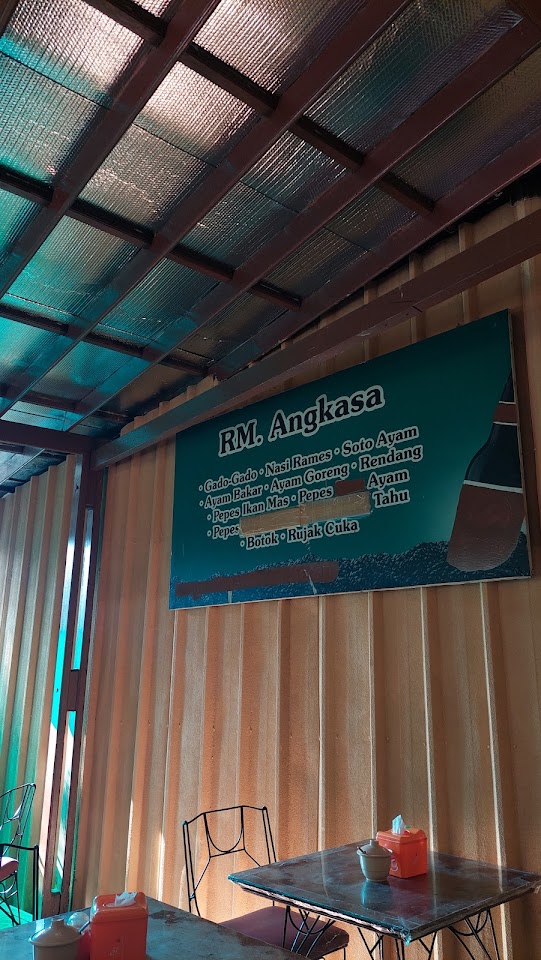 RM. Angkasa
• Gado-Gado • Nasi Rames • Soto Ayam
• Ayam Bakar • Ayam Goreng • Rendang
• Pepes Ikan Mas • Pepes Ayam
• Pepes Tahu
• Botok • Rujak Cuka